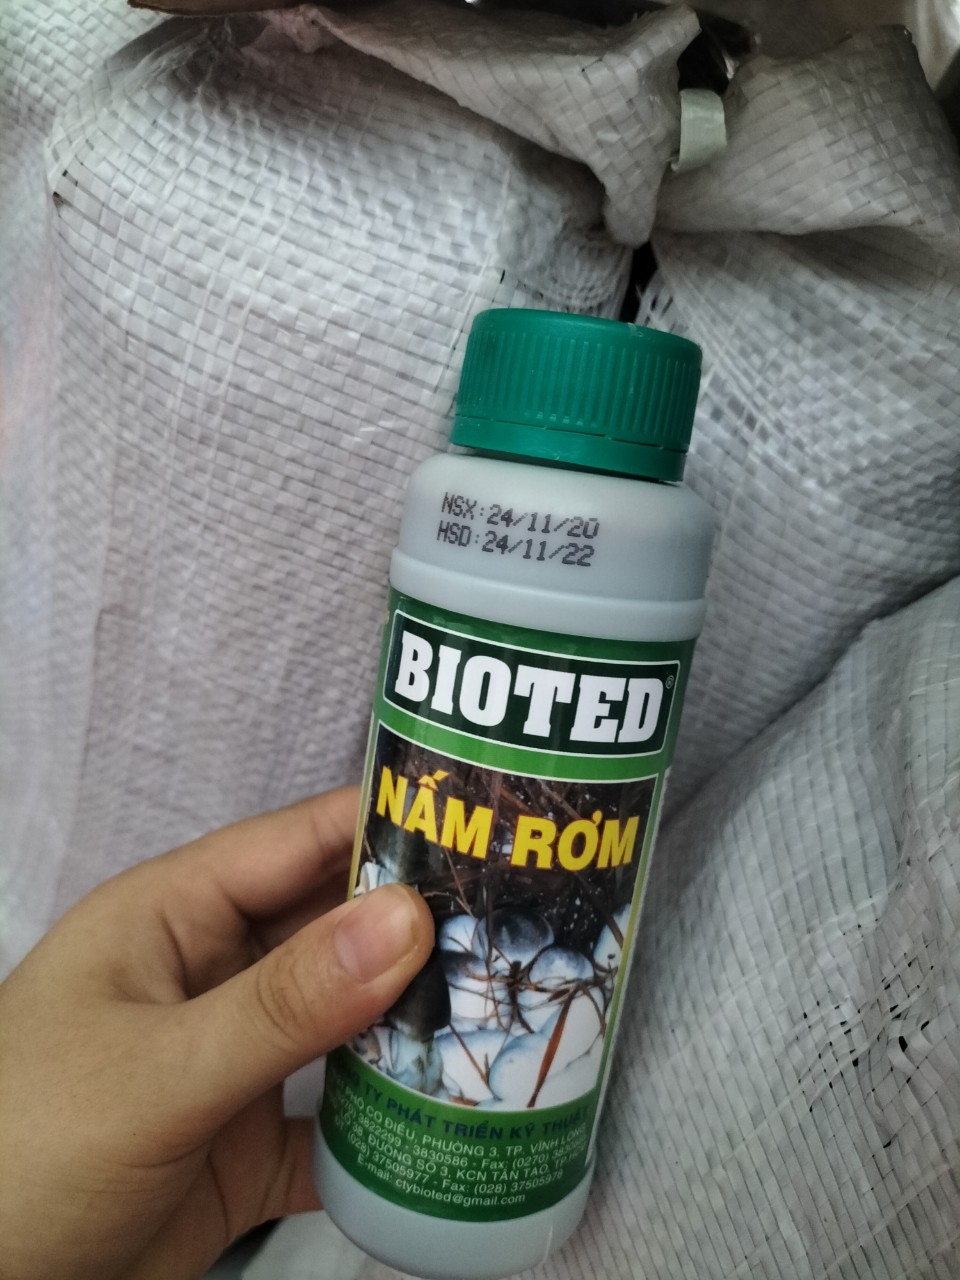 NSX:24/11/20
HSD:24/11/22
BIOTED®
NẤM RƠM
TY PHÁT TRIỂN KỸ THUẬT
PHÓ CƠ ĐIỀU, PHƯỜNG 3, TP. VĨNH LONG
3822299 - 3830586 - Fax: (0270)
38, ĐƯỜNG SỐ 3, KCN TÂN TẠO,
(028) 37505977 - Fax: (028) 37505978
E-mail: ctybioted@gmail.com